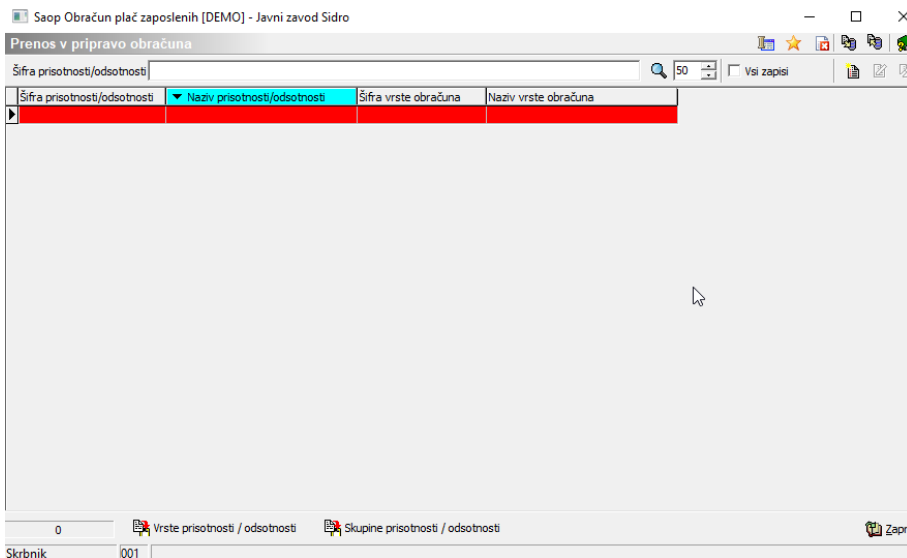 Saop Obračun plač zaposlenih [DEMO] - Javni zavod Sidro
Prenos v pripravo obračuna
Šifra prisotnosti/odsotnosti 50 Vsi zapisi
Šifra prisotnosti/odsotnosti Naziv prisotnosti/odsotnosti Šifra vrste obračuna Naziv vrste obračuna
0 Vrste prisotnosti / odsotnosti Skupine prisotnosti / odsotnosti Zapr
Skrbnik 001